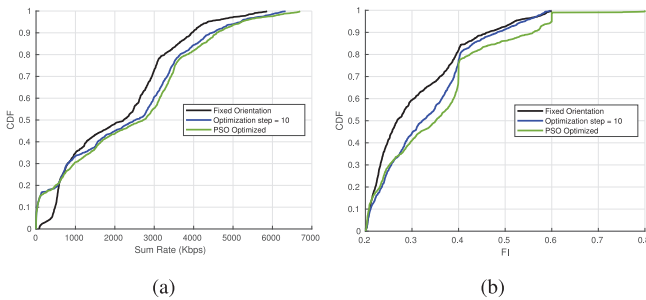 1
0.9
0.8
0.7
0.6
0.5
0.4
0.3
0.2
0.1
0
CDF
Fixed Orientation
Optimization step = 10
PSO Optimized
0 1000 2000 3000 4000 5000 6000 7000
Sum Rate (Kbps)
(a)
1
0.9
0.8
0.7
0.6
0.5
0.4
0.3
0.2
0.1
0
CDF
Fixed Orientation
Optimization step = 10
PSO Optimized
0.2 0.3 0.4 0.5 0.6 0.7
FI
(b)